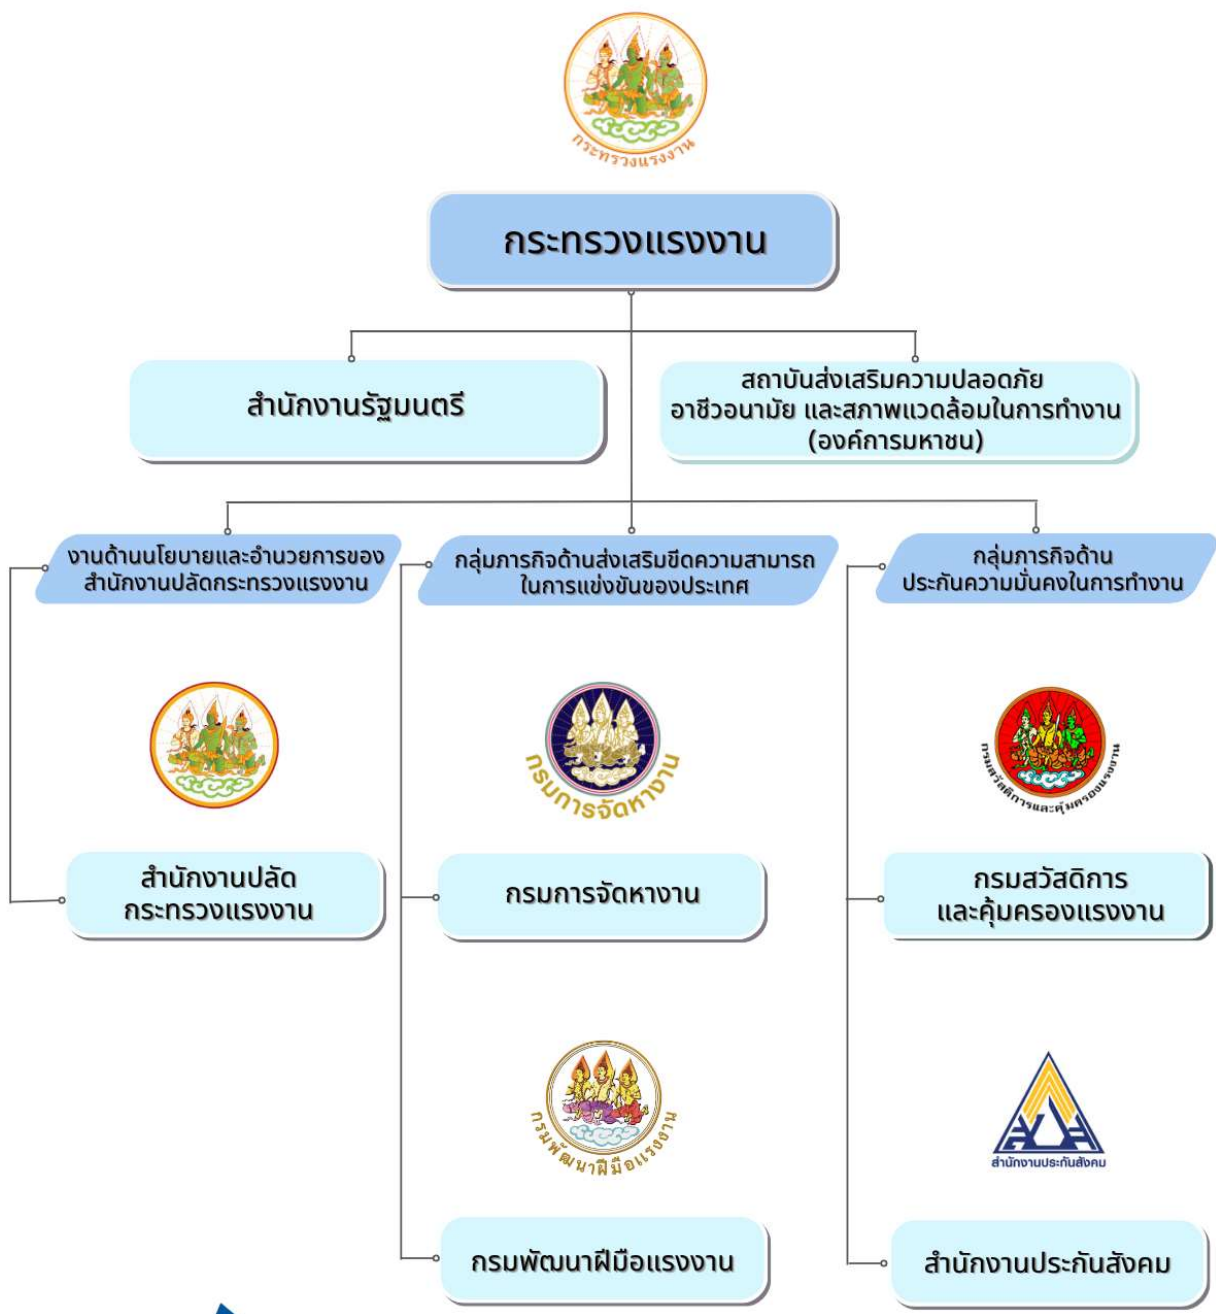 กระทรวงแรงงาน
กระทรวงแรงงาน
สำนักงานรัฐมนตรี
สถาบันส่งเสริมความปลอดภัย
อาชีวอนามัย และสภาพแวดล้อมในการทำงาน
(องค์การมหาชน)
งานด้านนโยบายและอำนวยการของ
สำนักงานปลัดกระทรวงแรงงาน
กลุ่มภารกิจด้านส่งเสริมขีดความสามารถ
ในการแข่งขันของประเทศ
กลุ่มภารกิจด้าน
ประกันความมั่นคงในการทำงาน
กรมการจัดหางาน
กรมสวัสดิการและคุ้มครองแรงงาน
สำนักงานปลัด
กระทรวงแรงงาน
กรมการจัดหางาน
กรมสวัสดิการ
และคุ้มครองแรงงาน
กรมพัฒนาฝีมือแรงงาน
สปส
สำนักงานประกันสังคม
กรมพัฒนาฝีมือแรงงาน
สำนักงานประกันสังคม